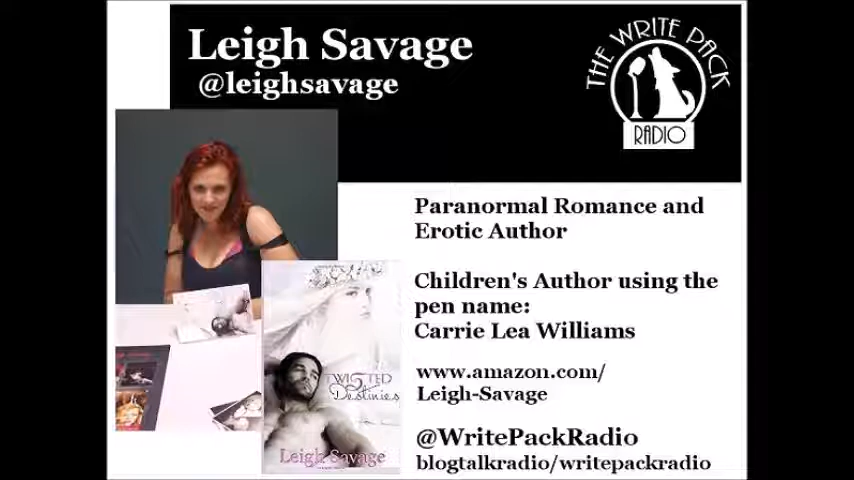 Leigh Savage
@leighsavage
THE WRITE PACK
RADIO
Paranormal Romance and
Erotic Author
Children's Author using the
pen name:
Carrie Lea Williams
www.amazon.com/
Leigh-Savage
@WritePackRadio
blogtalkradio/writepackradio
TWISTED
Destinies
Leigh Savage